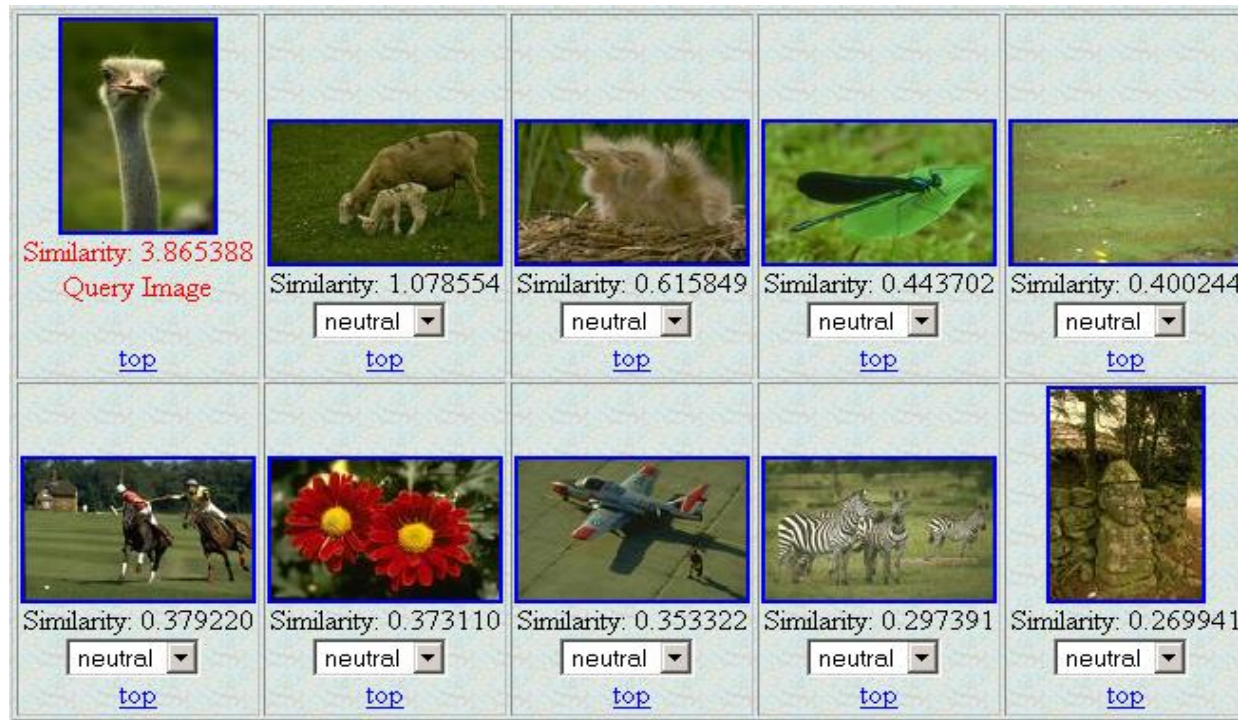 Similarity: 3.865388
Query Image
top
Similarity: 1.078554
neutral
top
Similarity: 0.615849
neutral
top
Similarity: 0.443702
neutral
top
Similarity: 0.400244
neutral
top
Similarity: 0.379220
neutral
top
Similarity: 0.373110
neutral
top
Similarity: 0.353322
neutral
top
Similarity: 0.297391
neutral
top
Similarity: 0.269941
neutral
top